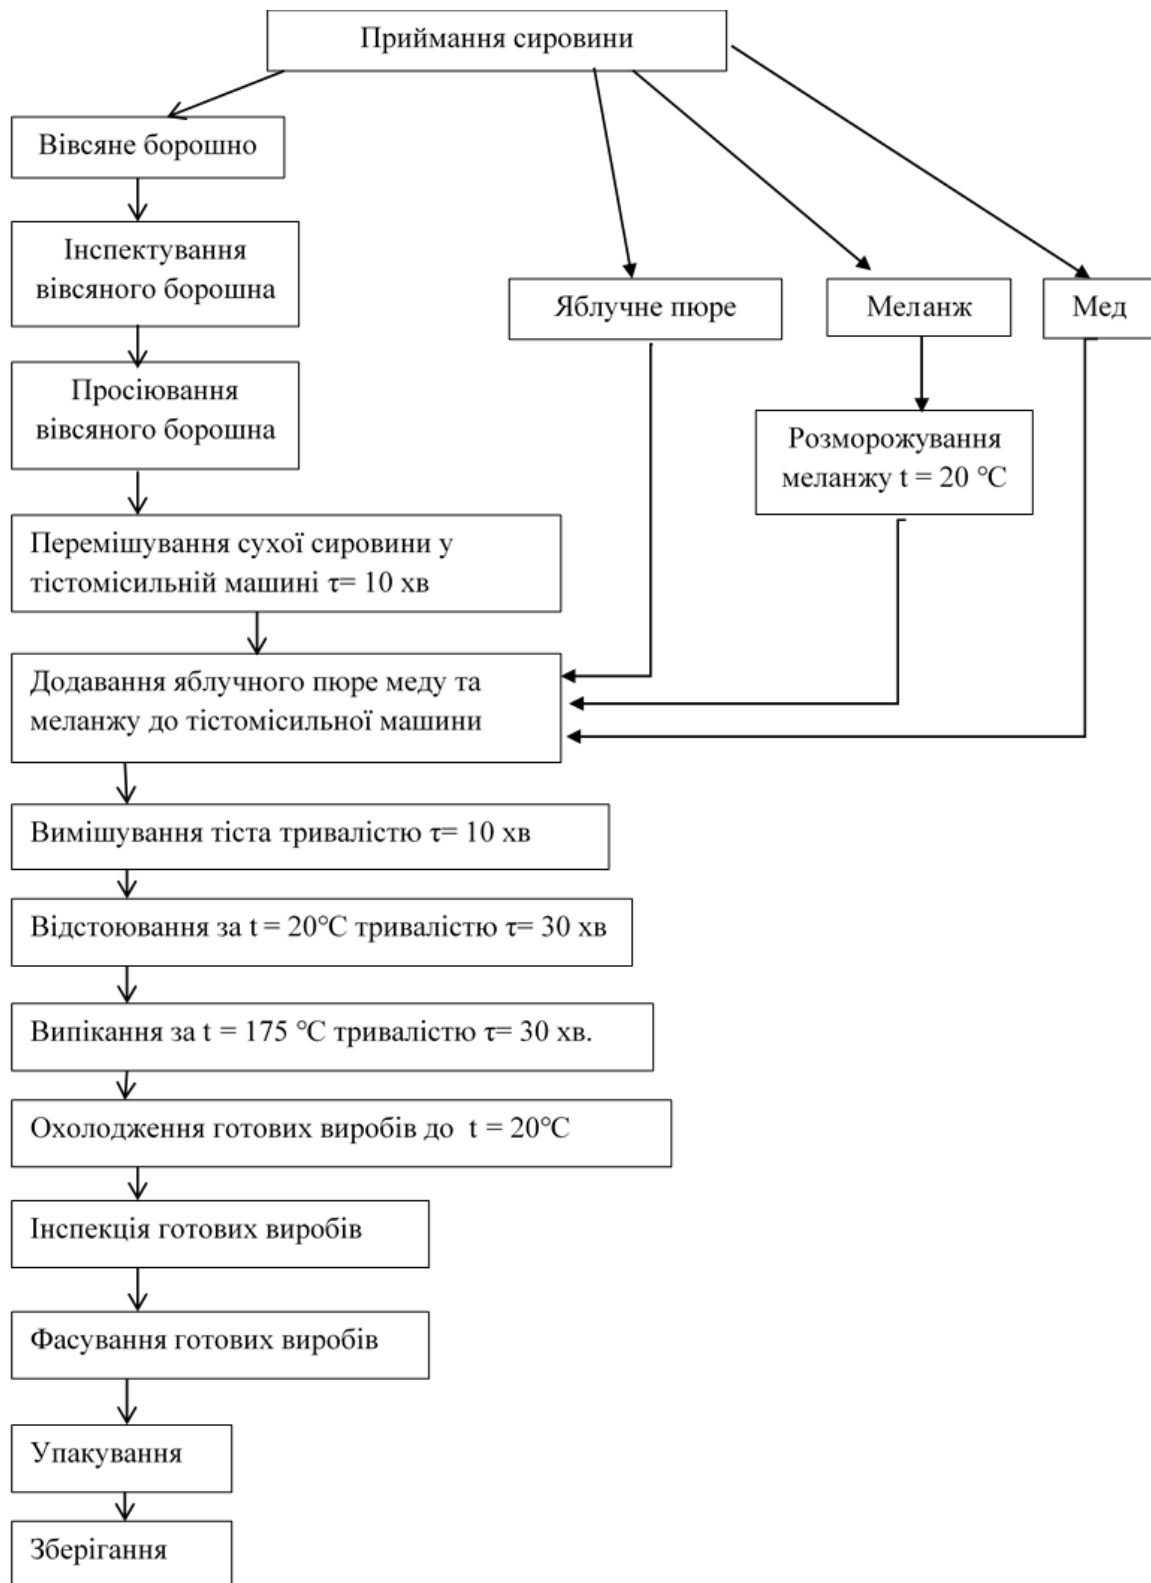 Приймання сировини
Вівсяне борошно
Інспектування
вівсяного борошна
Яблучне пюре
Меланж
Мед
Просіювання
вівсяного борошна
Розморожування
меланжу t = 20 °C
Перемішування сухої сировини у
тістомісильній машині τ= 10 хв
Додавання яблучного пюре меду та
меланжу до тістомісильної машини
Вимішування тіста тривалістю τ= 10 хв
Відстоювання за t = 20°C тривалістю τ= 30 хв
Випікання за t = 175 °C тривалістю τ= 30 хв.
Охолодження готових виробів до t = 20°C
Інспекція готових виробів
Фасування готових виробів
Упакування
Зберігання